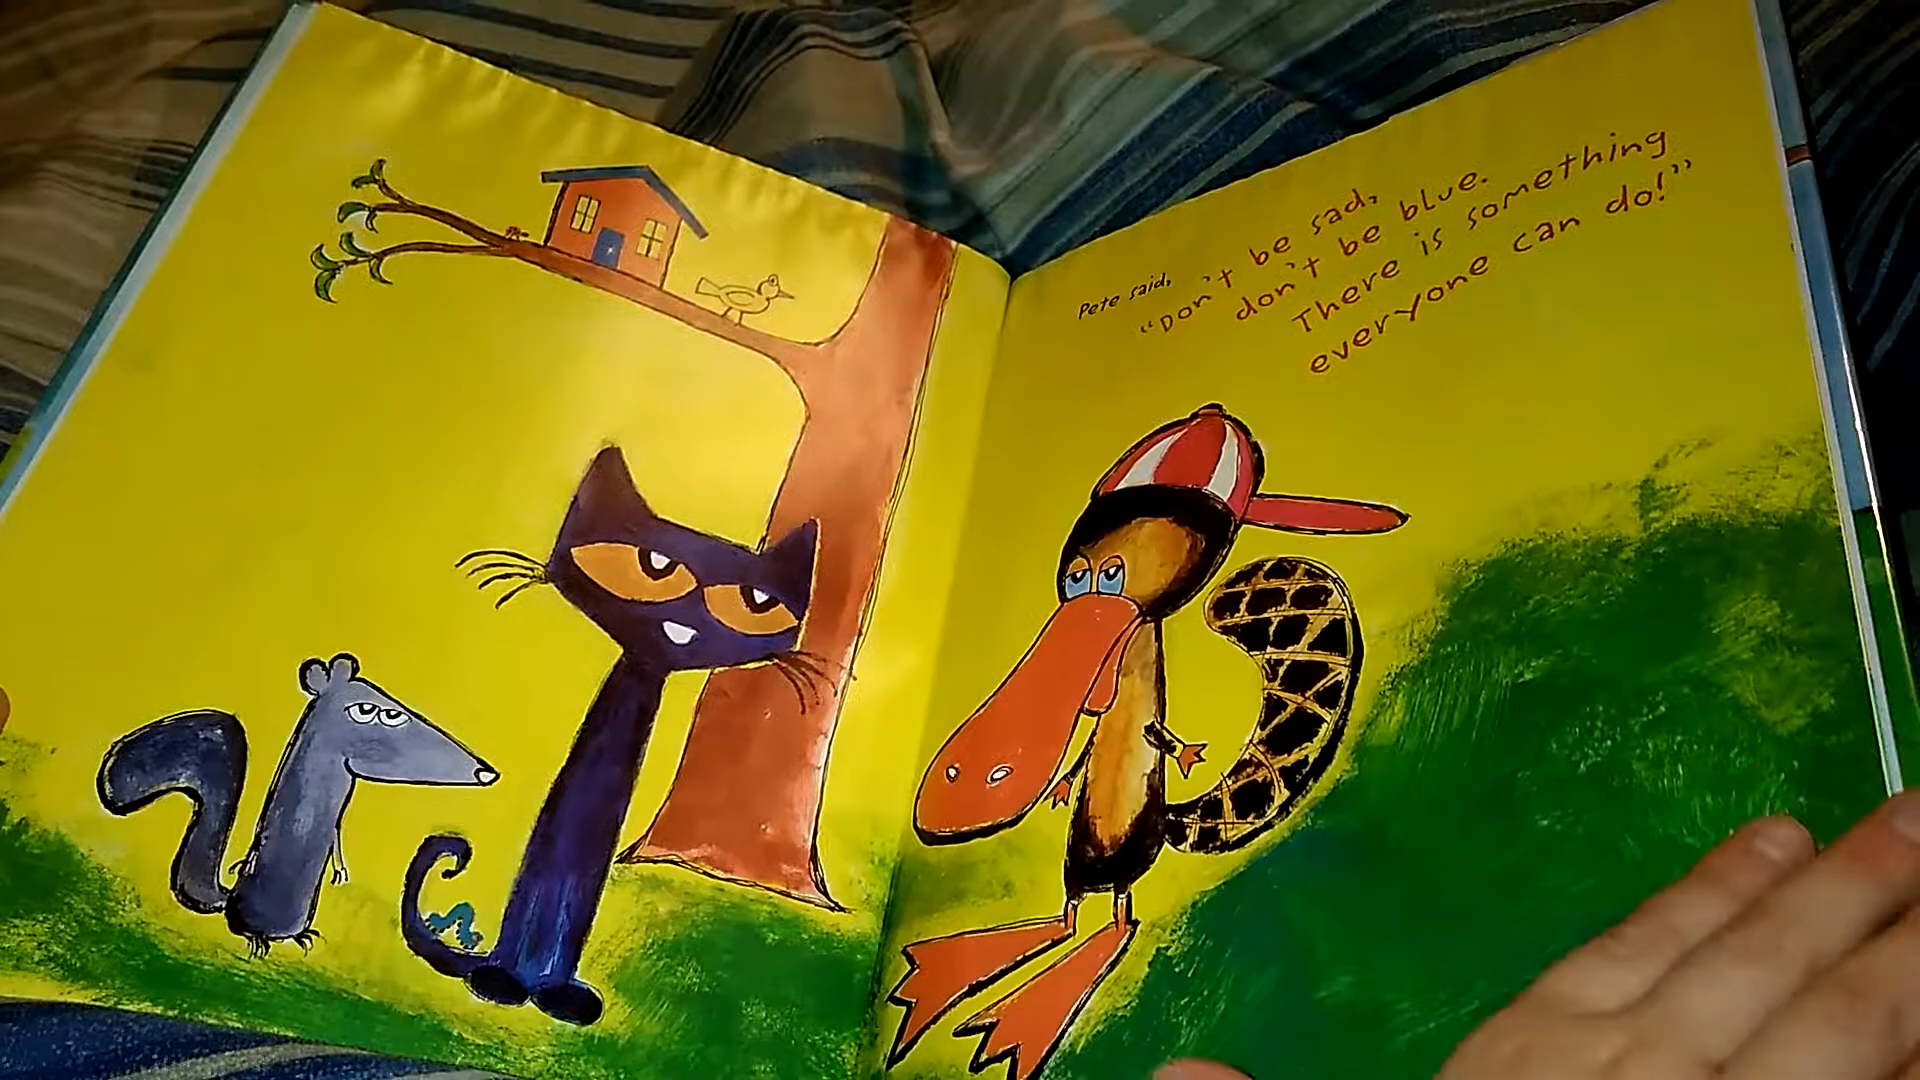 Pete said,
“Don't be sad,
don't be blue.
There is something
everyone can do!”